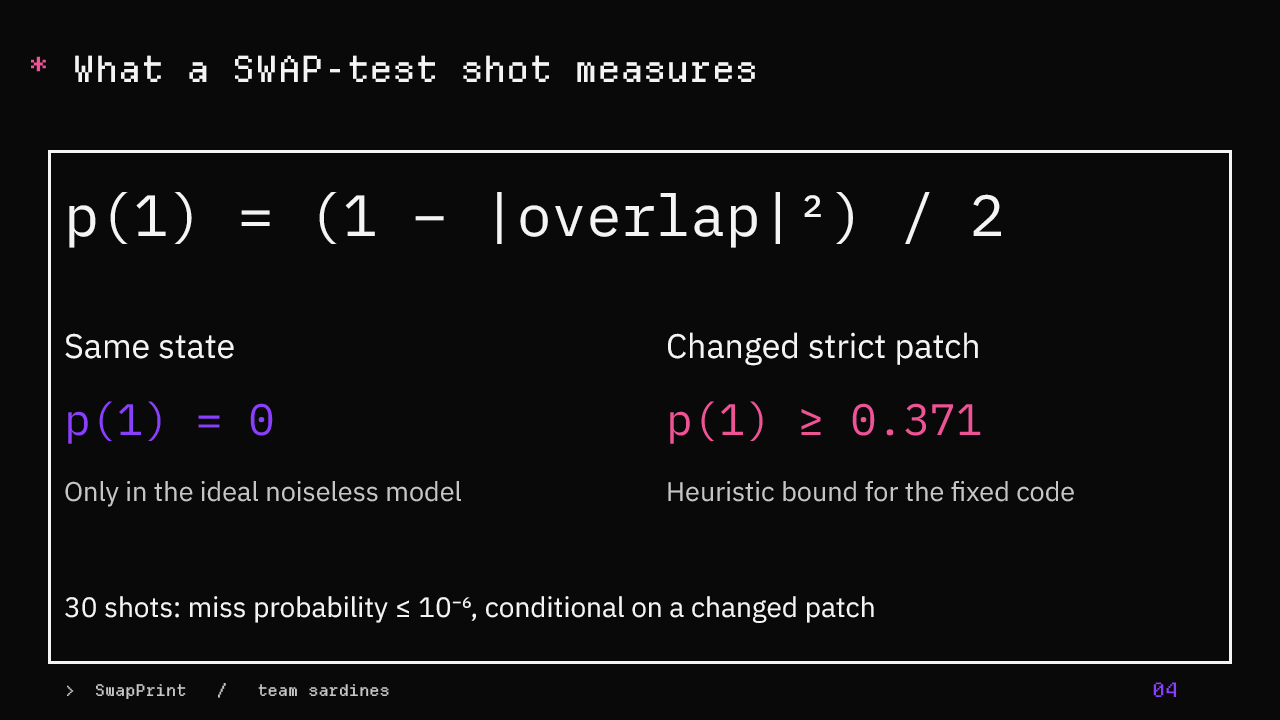 * What a SWAP-test shot measures
p(1) = (1 − |overlap|²) / 2
Same state
p(1) = 0
Only in the ideal noiseless model
Changed strict patch
p(1) ≥ 0.371
Heuristic bound for the fixed code
30 shots: miss probability ≤ 10⁻⁶, conditional on a changed patch
> SwapPrint / team sardines
04